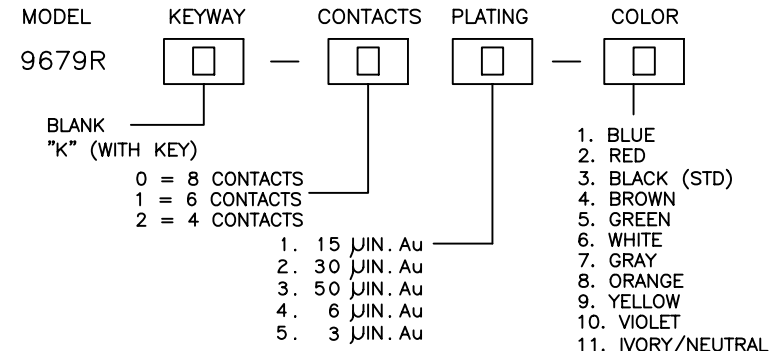 MODEL KEYWAY CONTACTS PLATING COLOR
9679R — —
BLANK
"K" (WITH KEY)
0 = 8 CONTACTS
1 = 6 CONTACTS
2 = 4 CONTACTS
1. 15 µIN.Au
2. 30 µIN.Au
3. 50 µIN.Au
4. 6 µIN.Au
5. 3 µIN.Au
1. BLUE
2. RED
3. BLACK (STD)
4. BROWN
5. GREEN
6. WHITE
7. GRAY
8. ORANGE
9. YELLOW
10. VIOLET
11. IVORY/NEUTRAL